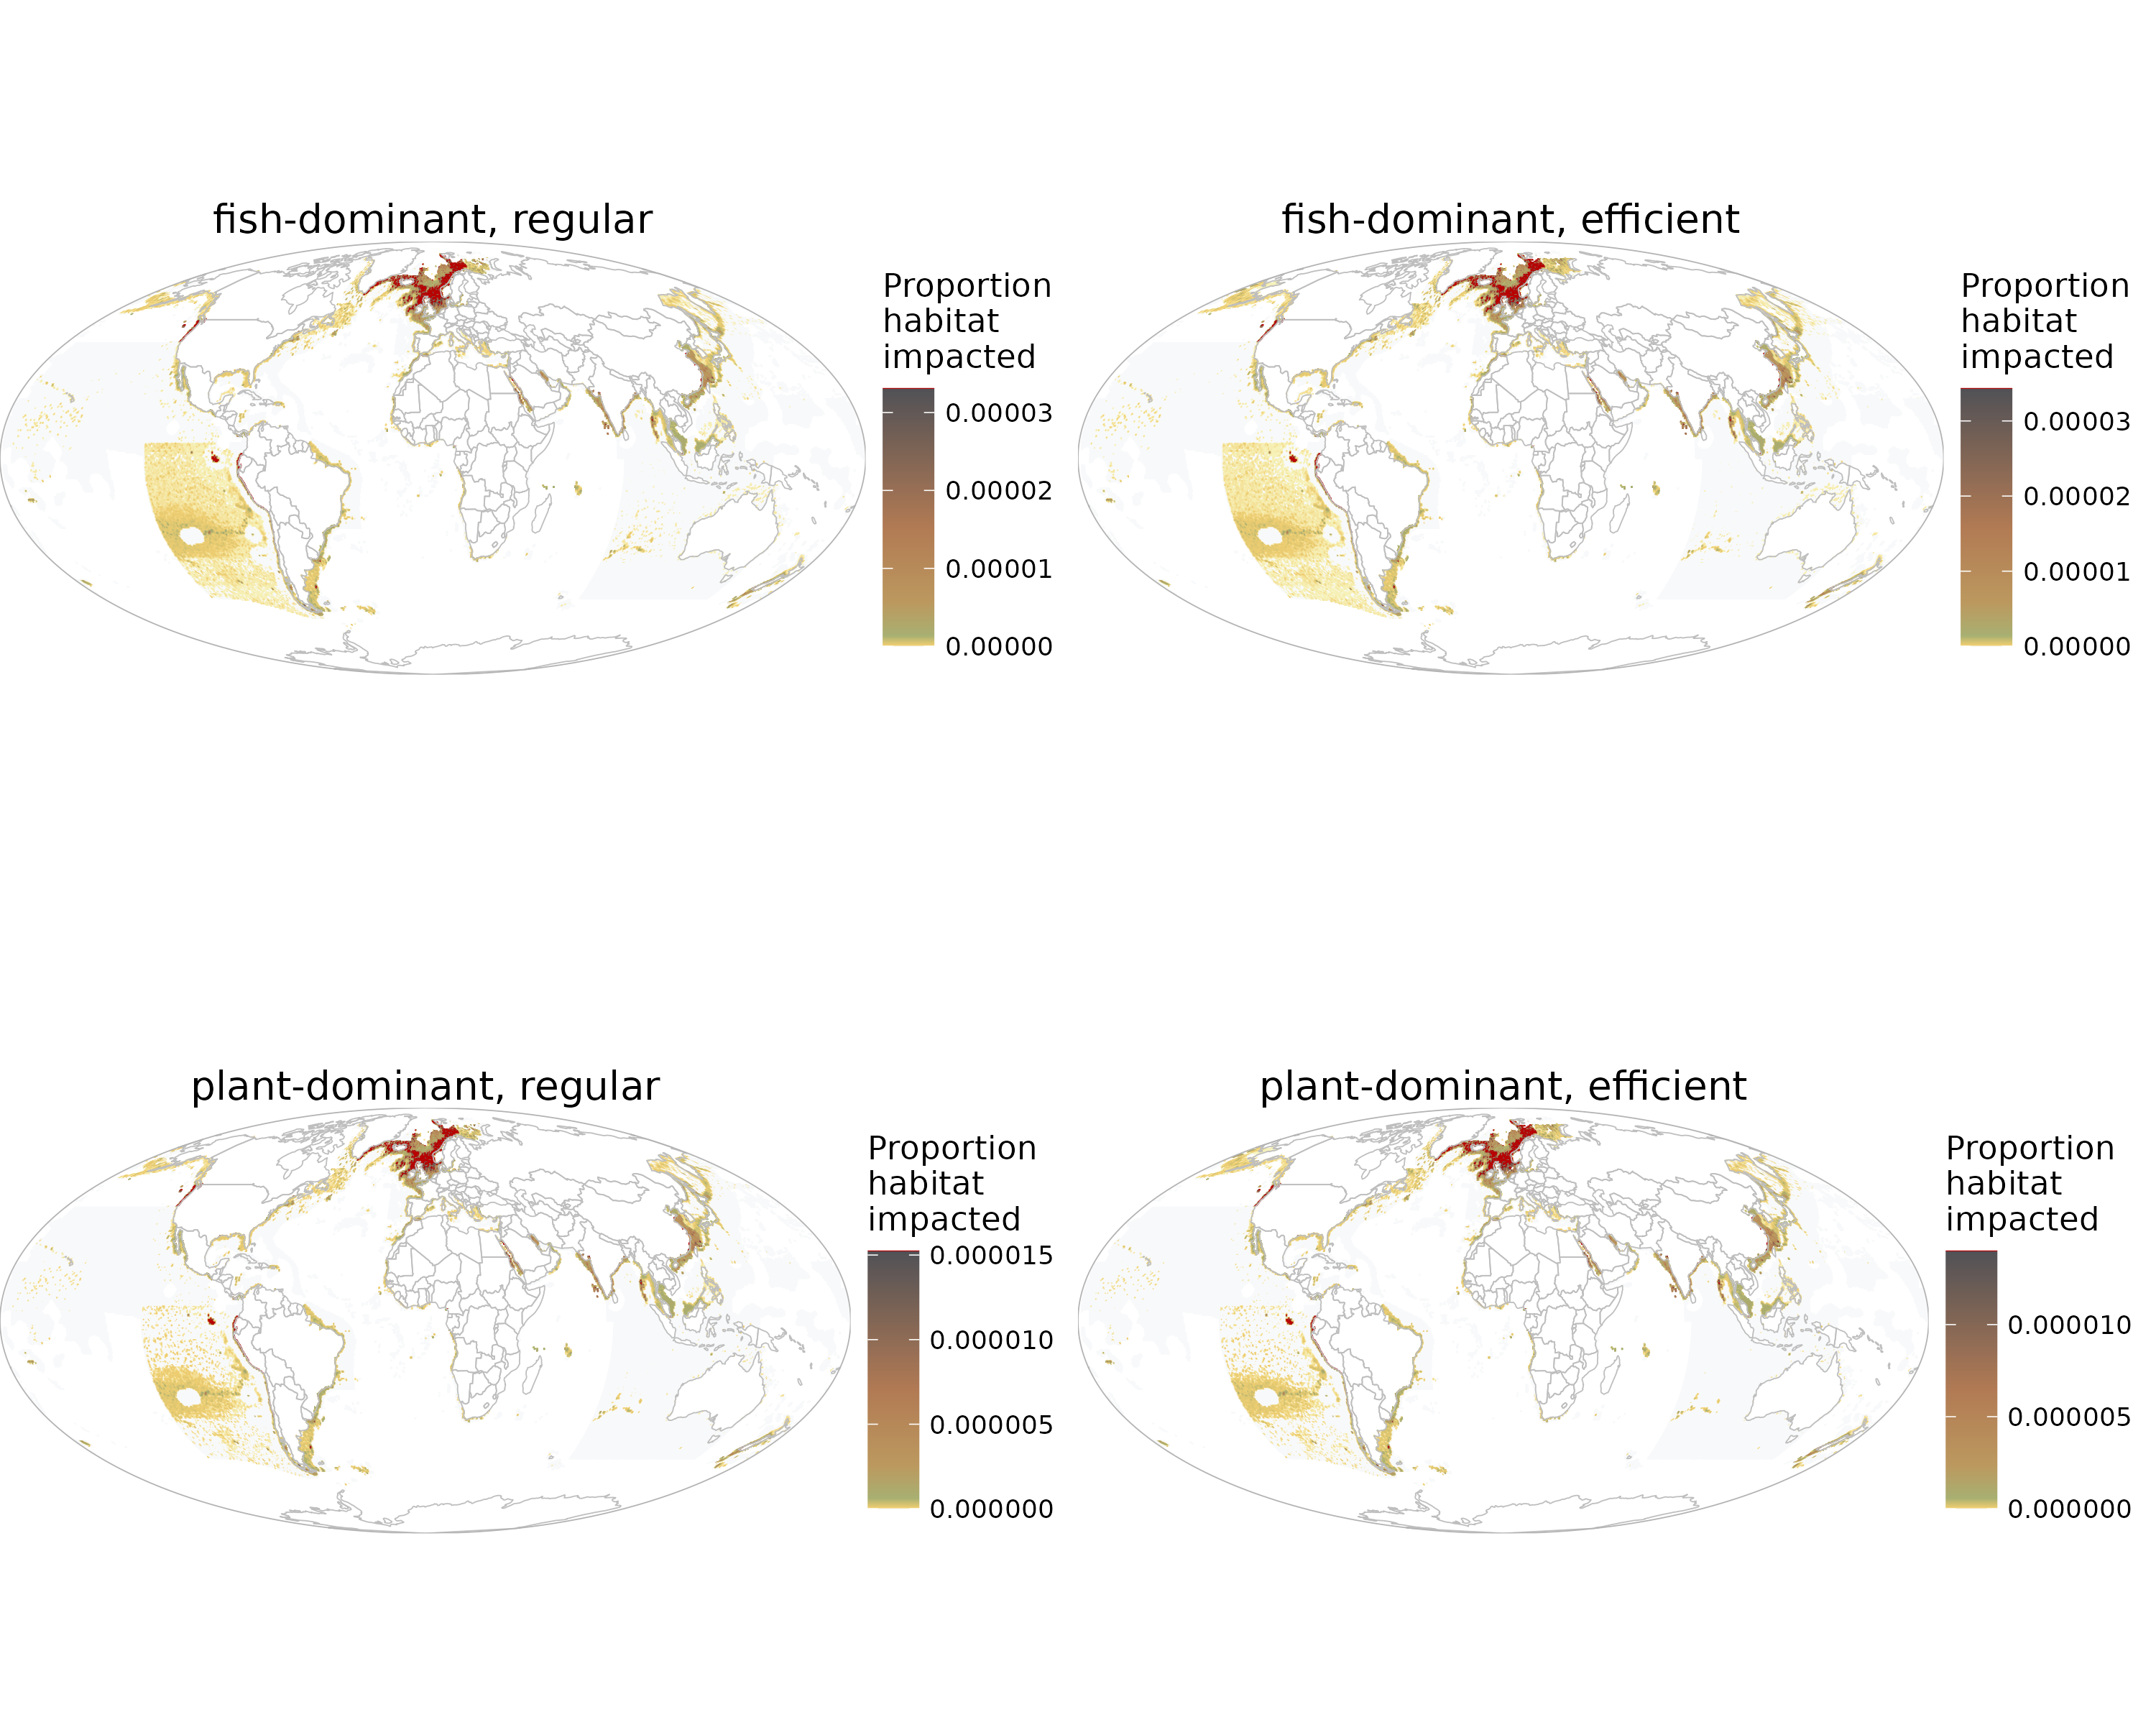 fish-dominant, regular
Proportion
habitat
impacted
0.00003
0.00002
0.00001
0.00000
fish-dominant, efficient
Proportion
habitat
impacted
0.00003
0.00002
0.00001
0.00000
plant-dominant, regular
Proportion
habitat
impacted
0.000015
0.000010
0.000005
0.000000
plant-dominant, efficient
Proportion
habitat
impacted
0.000010
0.000005
0.000000